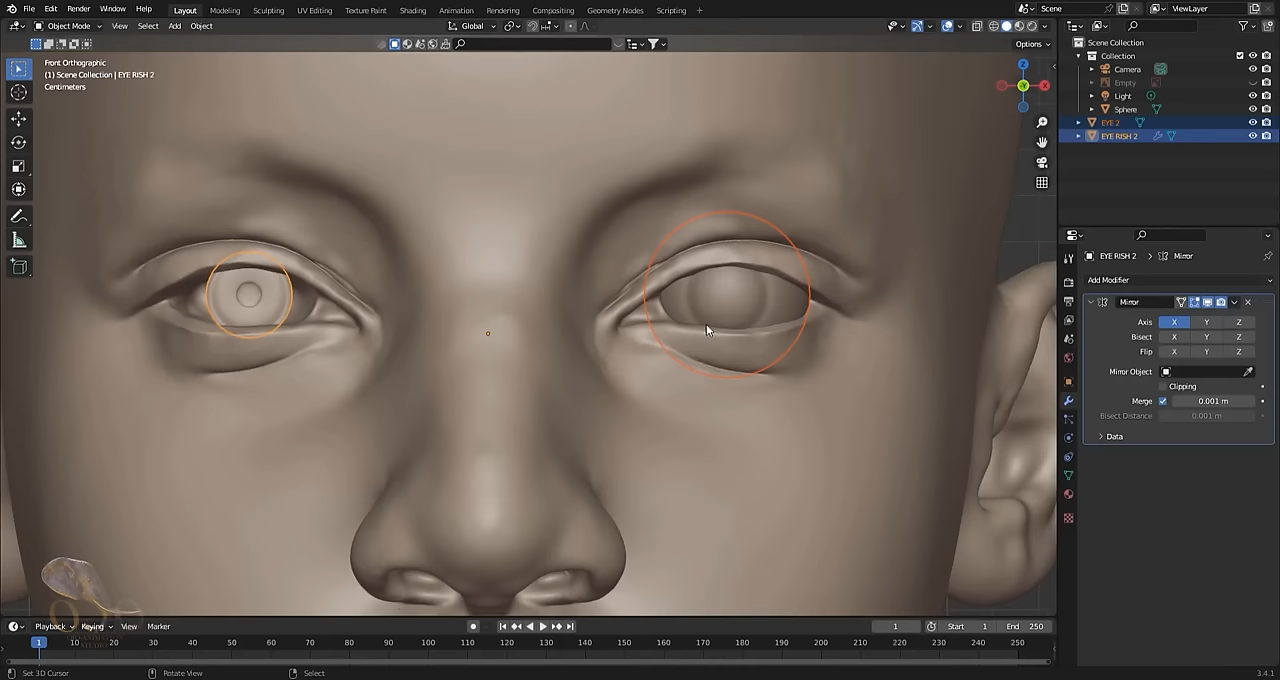 File Edit Render Window Help Layout Modeling Sculpting UV Editing Texture Paint Shading Animation Rendering Compositing Geometry Nodes Scripting Scene ViewLayer
Object Mode View Select Add Object Global
Options
Front Orthographic
(1) Scene Collection | EYE RISH 2
Centimeters
Z
Y
X
Scene Collection
Collection
Camera
Empty
Light
Sphere
EYE 2
EYE RISH 2
EYE RISH 2 > Mirror
Add Modifier
Mirror
Axis X Y Z
Bisect X Y Z
Flip X Y Z
Mirror Object
Clipping
Merge 0.001 m
Bisect Distance 0.001 m
Data
Playback Keying View Marker 1 Start 1 End 250
1 10 20 30 40 50 60 70 80 90 100 110 120 130 140 150 160 170 180 190 200 210 220 230 240 250
Set 3D Cursor Rotate View Select 3.4.1